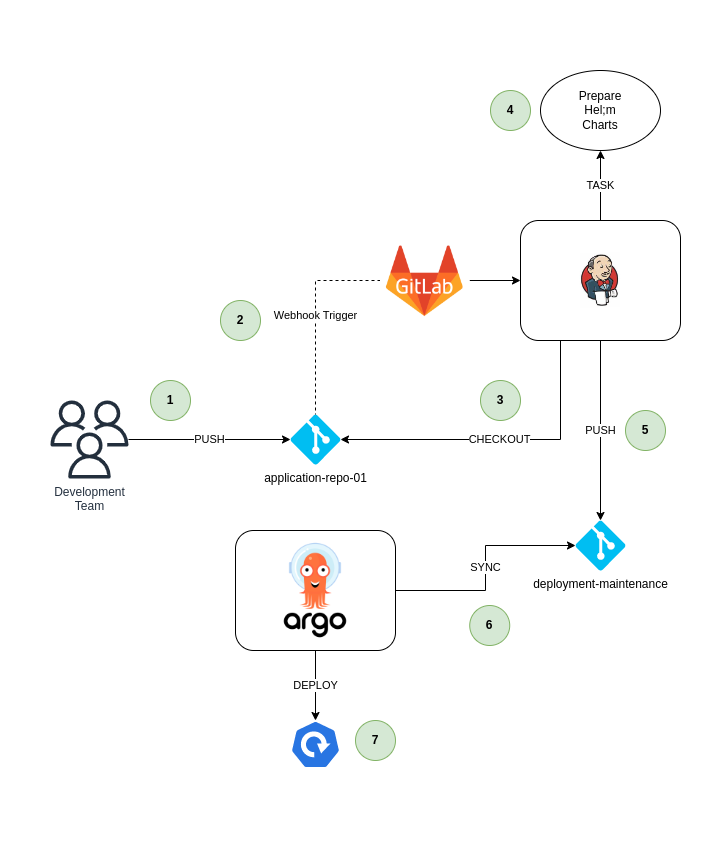 4
Prepare
Hel;m
Charts
TASK
GitLab
2
Webhook Trigger
1
3
PUSH
CHECKOUT
PUSH
5
application-repo-01
Development
Team
SYNC
deployment-maintenance
argo
6
DEPLOY
7